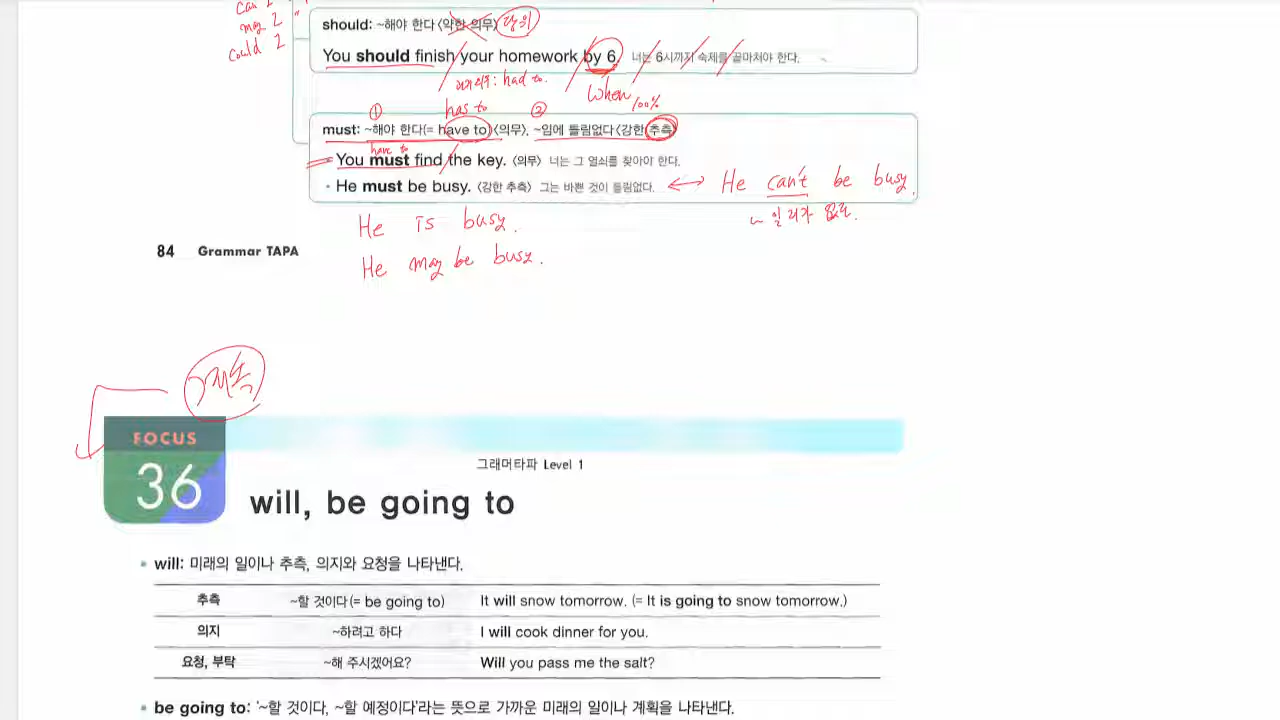 can 2
may 2 "
could 2
should: ~해야 한다 <약한 의무> 당위
You should finish your homework by 6. 너는 6시까지 숙제를 끝마쳐야 한다.
had to. When 100%
① has to ②
must: ~해야 한다(= have to)<의무>, ~임에 틀림없다<강한 추측>
have to
You must find the key. <의무> 너는 그 열쇠를 찾아야 한다.
He must be busy. <강한 추측> 그는 바쁜 것이 틀림없다. ↔ He can't be busy.
~일 리가 없다.
He is busy.
He may be busy.
84 Grammar TAPA
FOCUS
36
그래머타파 Level 1
will, be going to
will: 미래의 일이나 추측, 의지와 요청을 나타낸다.
추측 ~할 것이다(= be going to) It will snow tomorrow. (= It is going to snow tomorrow.)
의지 ~하려고 하다 I will cook dinner for you.
요청, 부탁 ~해 주시겠어요? Will you pass me the salt?
be going to: '~할 것이다, ~할 예정이다'라는 뜻으로 가까운 미래의 일이나 계획을 나타낸다.